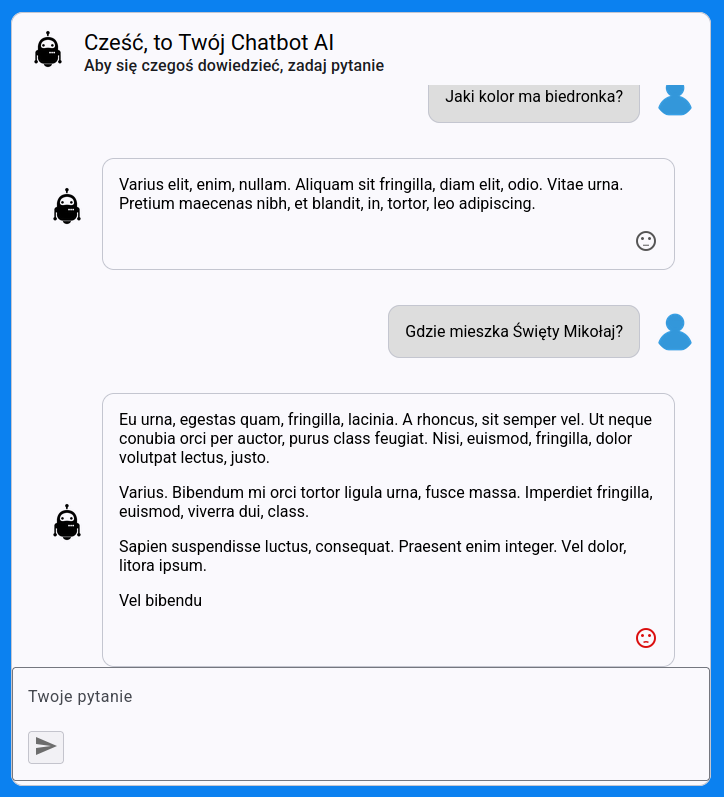 Cześć, to Twój Chatbot AI
Aby się czegoś dowiedzieć, zadaj pytanie
Jaki kolor ma biedronka?
Varius elit, enim, nullam. Aliquam sit fringilla, diam elit, odio. Vitae urna.
Pretium maecenas nibh, et blandit, in, tortor, leo adipiscing.
Gdzie mieszka Święty Mikołaj?
Eu urna, egestas quam, fringilla, lacinia. A rhoncus, sit semper vel. Ut neque
conubia orci per auctor, purus class feugiat. Nisi, euismod, fringilla, dolor
volutpat lectus, justo.
Varius. Bibendum mi orci tortor ligula urna, fusce massa. Imperdiet fringilla,
euismod, viverra dui, class.
Sapien suspendisse luctus, consequat. Praesent enim integer. Vel dolor,
litora ipsum.
Vel bibendu
Twoje pytanie